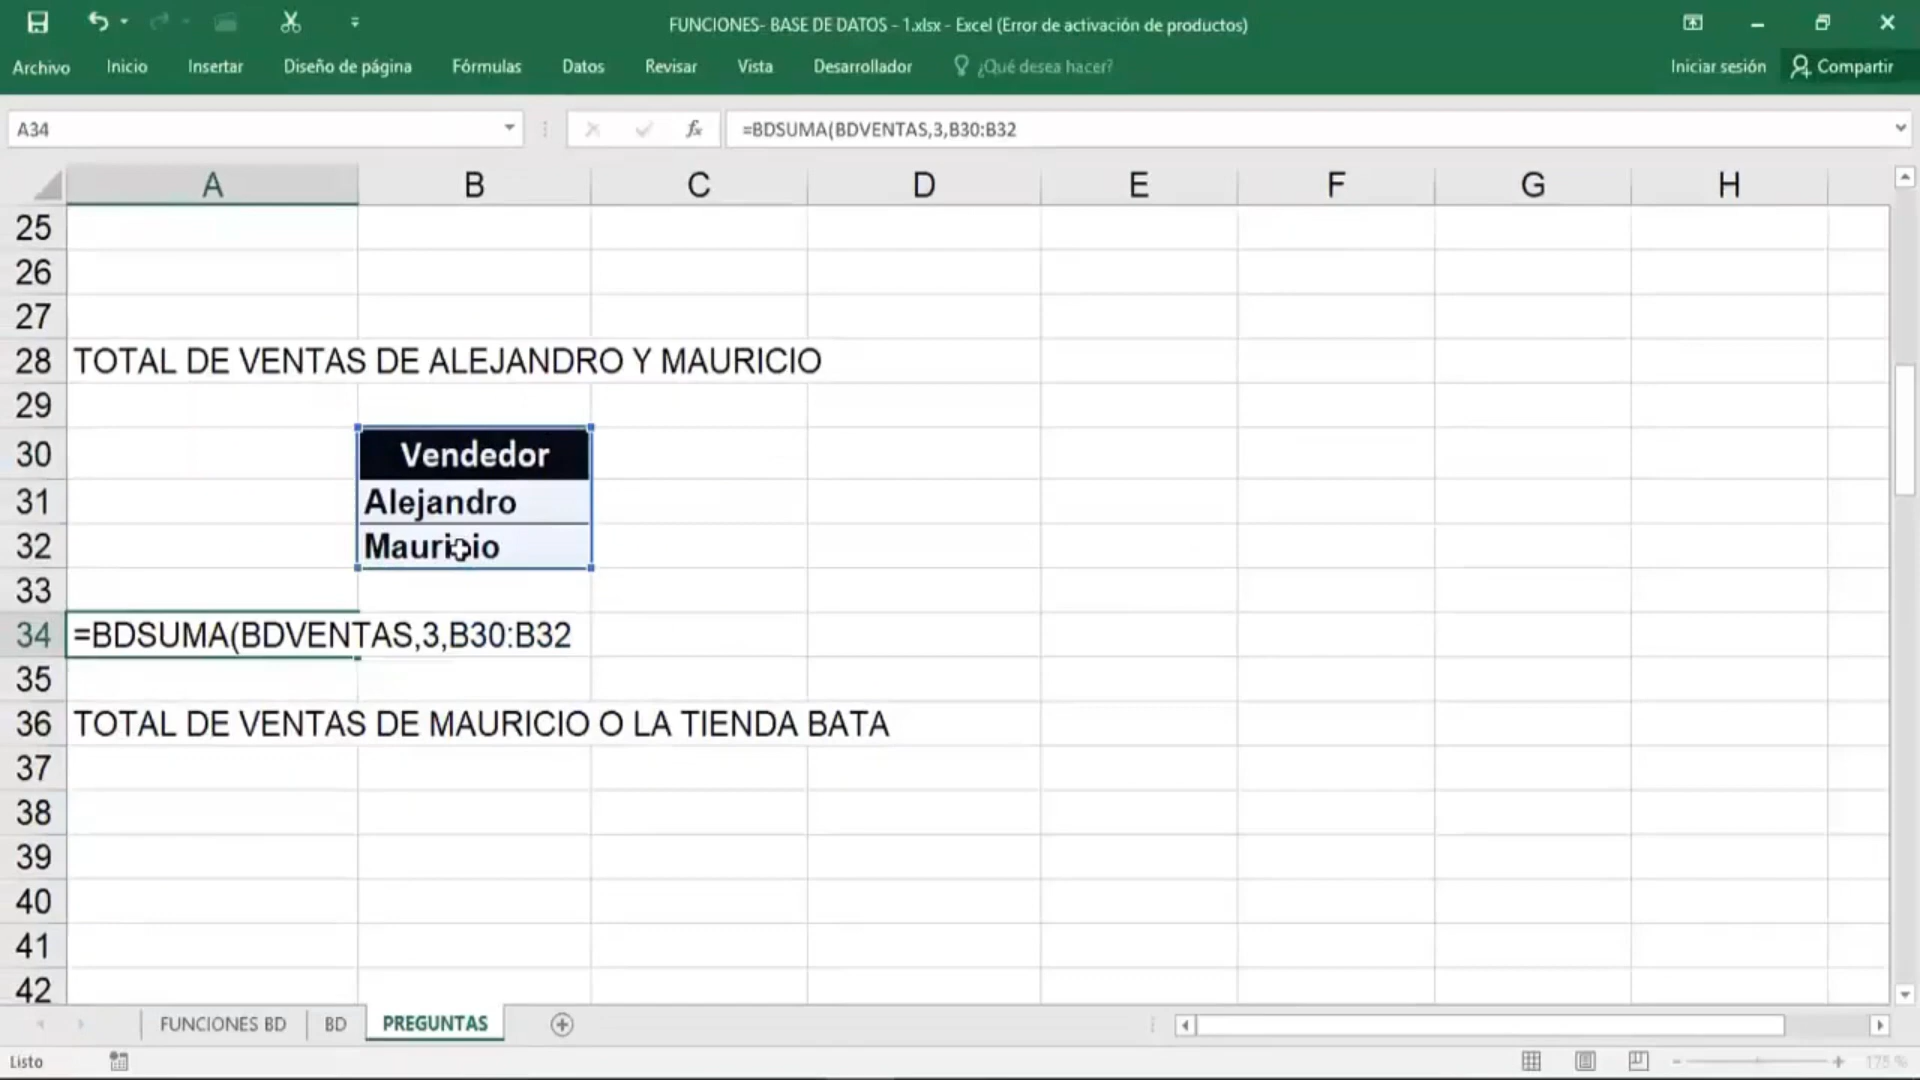 FUNCIONES- BASE DE DATOS - 1.xlsx - Excel (Error de activación de productos)
Archivo Inicio Insertar Diseño de página Fórmulas Datos Revisar Vista Desarrollador ¿Qué desea hacer? Iniciar sesión Compartir
A34 fx =BDSUMA(BDVENTAS,3,B30:B32
A B C D E F G H
25
26
27
28 TOTAL DE VENTAS DE ALEJANDRO Y MAURICIO
29
30 Vendedor
31 Alejandro
32 Mauricio
33
34 =BDSUMA(BDVENTAS,3,B30:B32
35
36 TOTAL DE VENTAS DE MAURICIO O LA TIENDA BATA
37
38
39
40
41
42
FUNCIONES BD BD PREGUNTAS
Listo 175 %